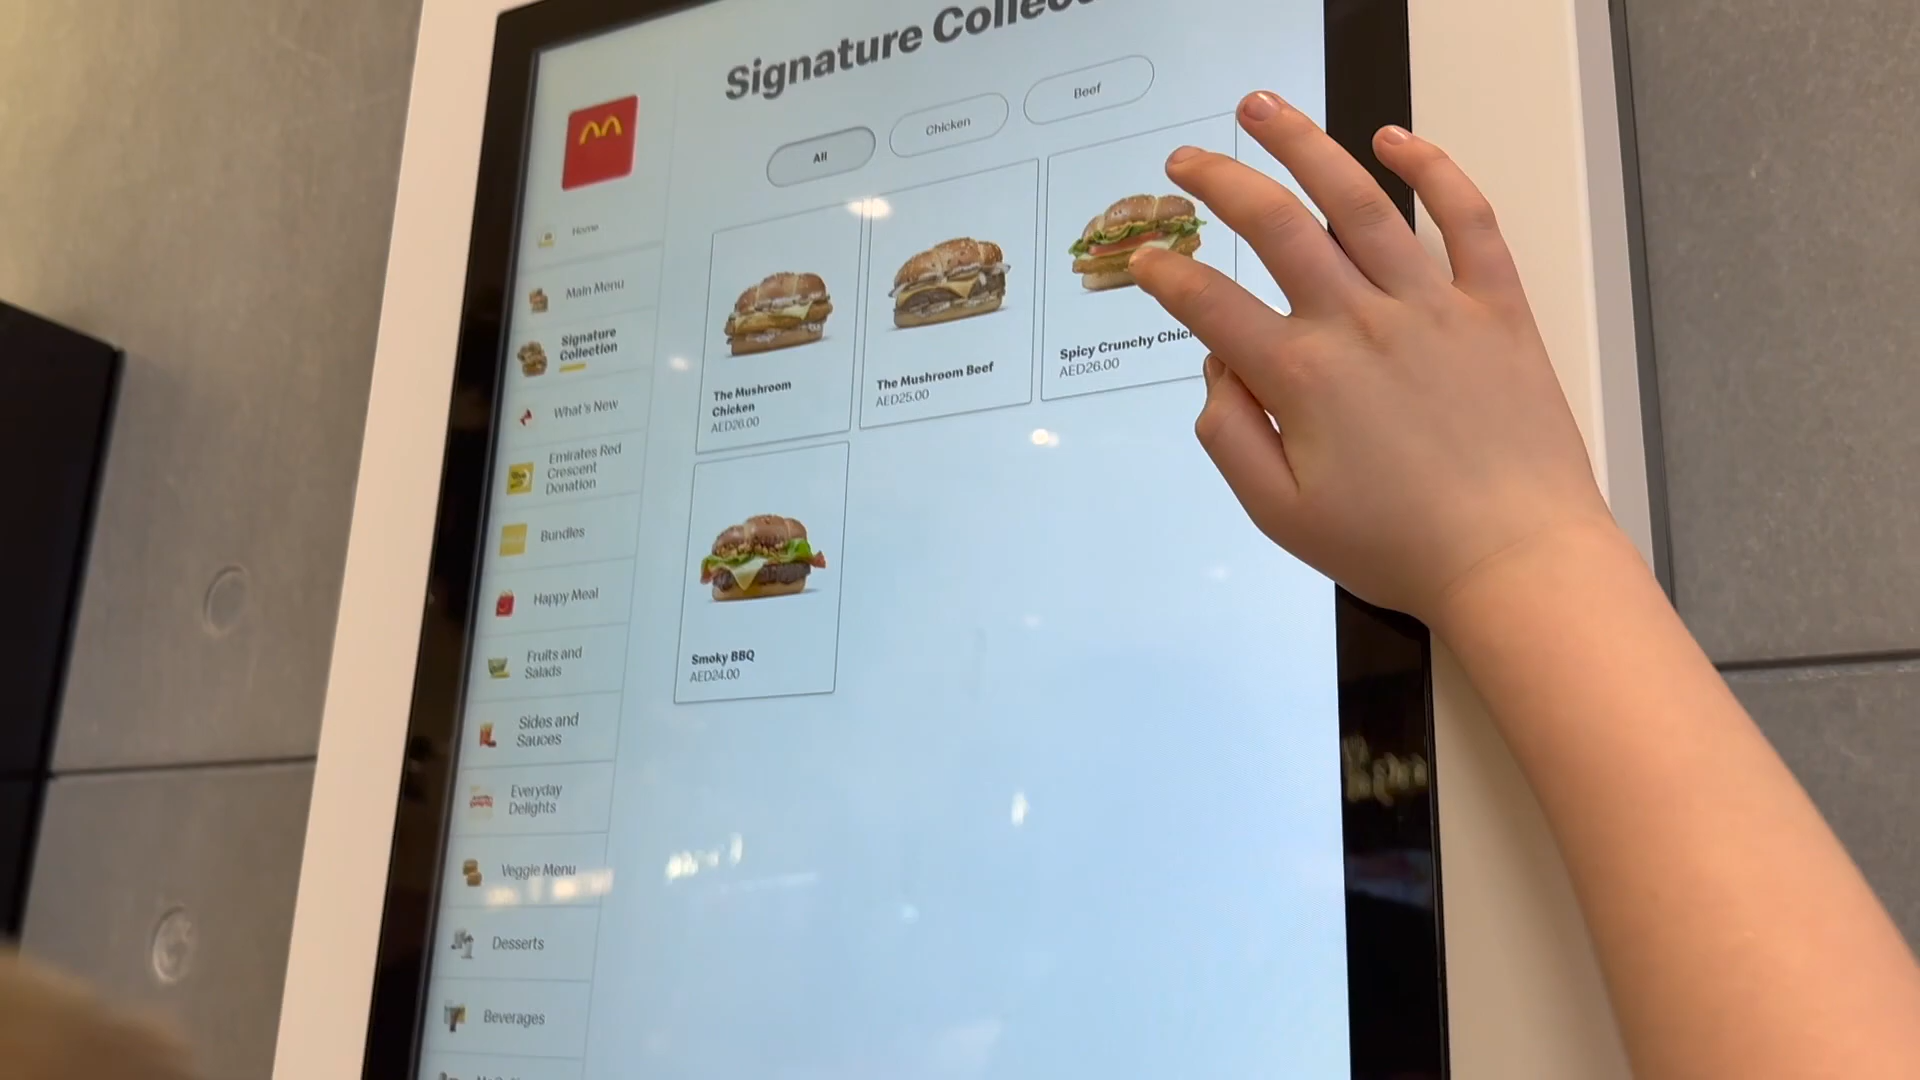 Signature
All
Chicken
Beef
Home
Main Menu
Signature
Collection
What's New
Emirates Red
Crescent
Donation
Bundles
Happy Meal
Fruits and
Salads
Sides and
Sauces
Everyday
Delights
Veggie Menu
Desserts
Beverages
The Mushroom
Chicken
AED26.00
The Mushroom Beef
AED25.00
Spicy Crunchy
AED26.00
Smoky BBQ
AED24.00